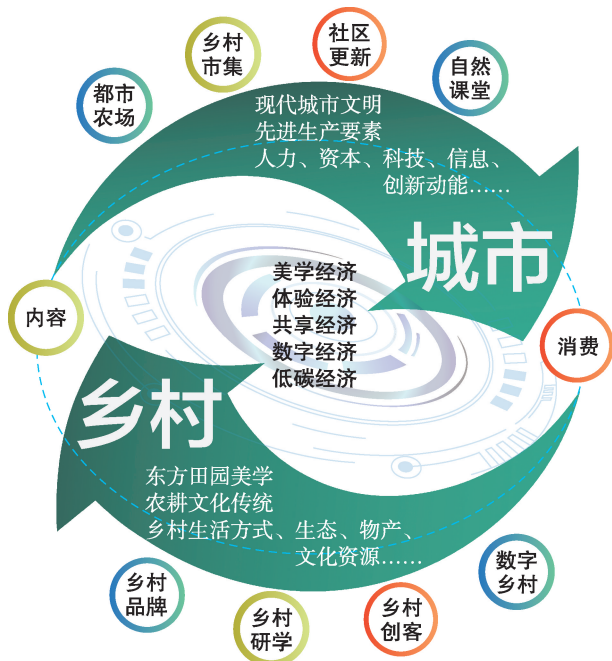 乡村
市集
社区
更新
自然
课堂
都市
农场
现代城市文明
先进生产要素
人力、资本、科技、信息、
创新动能……
城市
美学经济
体验经济
共享经济
数字经济
低碳经济
内容
消费
乡村
东方田园美学
农耕文化传统
乡村生活方式、生态、物产、
文化资源……
乡村
品牌
乡村
研学
乡村
创客
数字
乡村